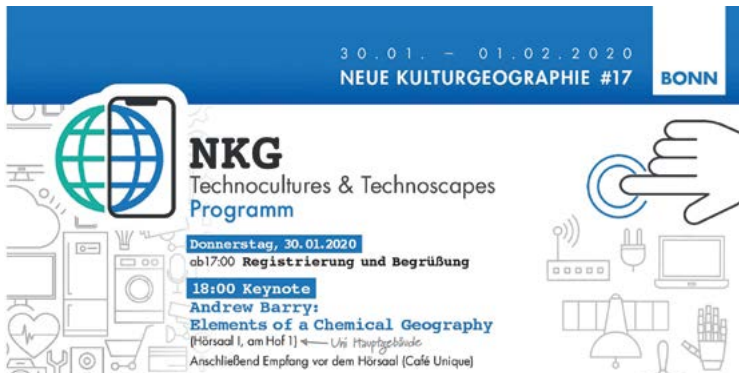 30.01. – 01.02.2020
NEUE KULTURGEOGRAPHIE #17
BONN
NKG
Technocultures & Technoscapes
Programm
Donnerstag, 30.01.2020
ab17:00 Registrierung und Begrüßung
18:00 Keynote
Andrew Barry:
Elements of a Chemical Geography
(Hörsaal I, am Hof 1) Uni Hauptgebäude
Anschließend Empfang vor dem Hörsaal (Café Unique)